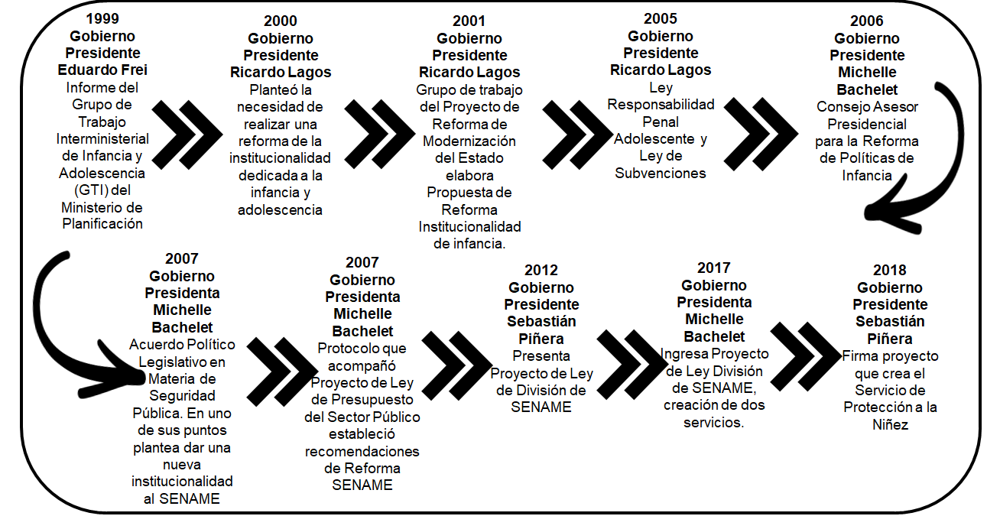 1999
Gobierno
Presidente
Eduardo Frei
Informe del
Grupo de
Trabajo
Interministerial
de Infancia y
Adolescencia
(GTI) del
Ministerio de
Planificación
2000
Gobierno
Presidente
Ricardo Lagos
Planteó la
necesidad de
realizar una
reforma de la
institucionalidad
dedicada a la
infancia y
adolescencia
2001
Gobierno
Presidente
Ricardo Lagos
Grupo de trabajo
del Proyecto de
Reforma de
Modernización
del Estado
elabora
Propuesta de
Reforma
Institucionalidad
de infancia.
2005
Gobierno
Presidente
Ricardo Lagos
Ley
Responsabilidad
Penal
Adolescente y
Ley de
Subvenciones
2006
Gobierno
Presidente
Michelle
Bachelet
Consejo Asesor
Presidencial
para la Reforma
de Políticas de
Infancia
2007
Gobierno
Presidenta
Michelle
Bachelet
Acuerdo Político
Legislativo en
Materia de
Seguridad
Pública. En uno
de sus puntos
plantea dar una
nueva
institucionalidad
al SENAME
2007
Gobierno
Presidenta
Michelle
Bachelet
Protocolo que
acompañó
Proyecto de Ley
de Presupuesto
del Sector Público
estableció
recomendaciones
de Reforma
SENAME
2012
Gobierno
Presidente
Sebastián
Piñera
Presenta
Proyecto de Ley
de División de
SENAME
2017
Gobierno
Presidenta
Michelle
Bachelet
Ingresa Proyecto
de Ley División
de SENAME,
creación de dos
servicios.
2018
Gobierno
Presidente
Sebastián
Piñera
Firma proyecto
que crea el
Servicio de
Protección a la
Niñez